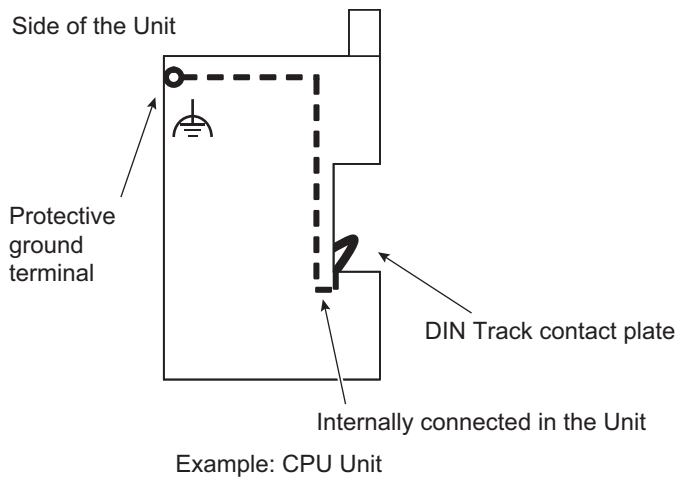 Side of the Unit
Protective
ground
terminal
DIN Track contact plate
Internally connected in the Unit
Example: CPU Unit